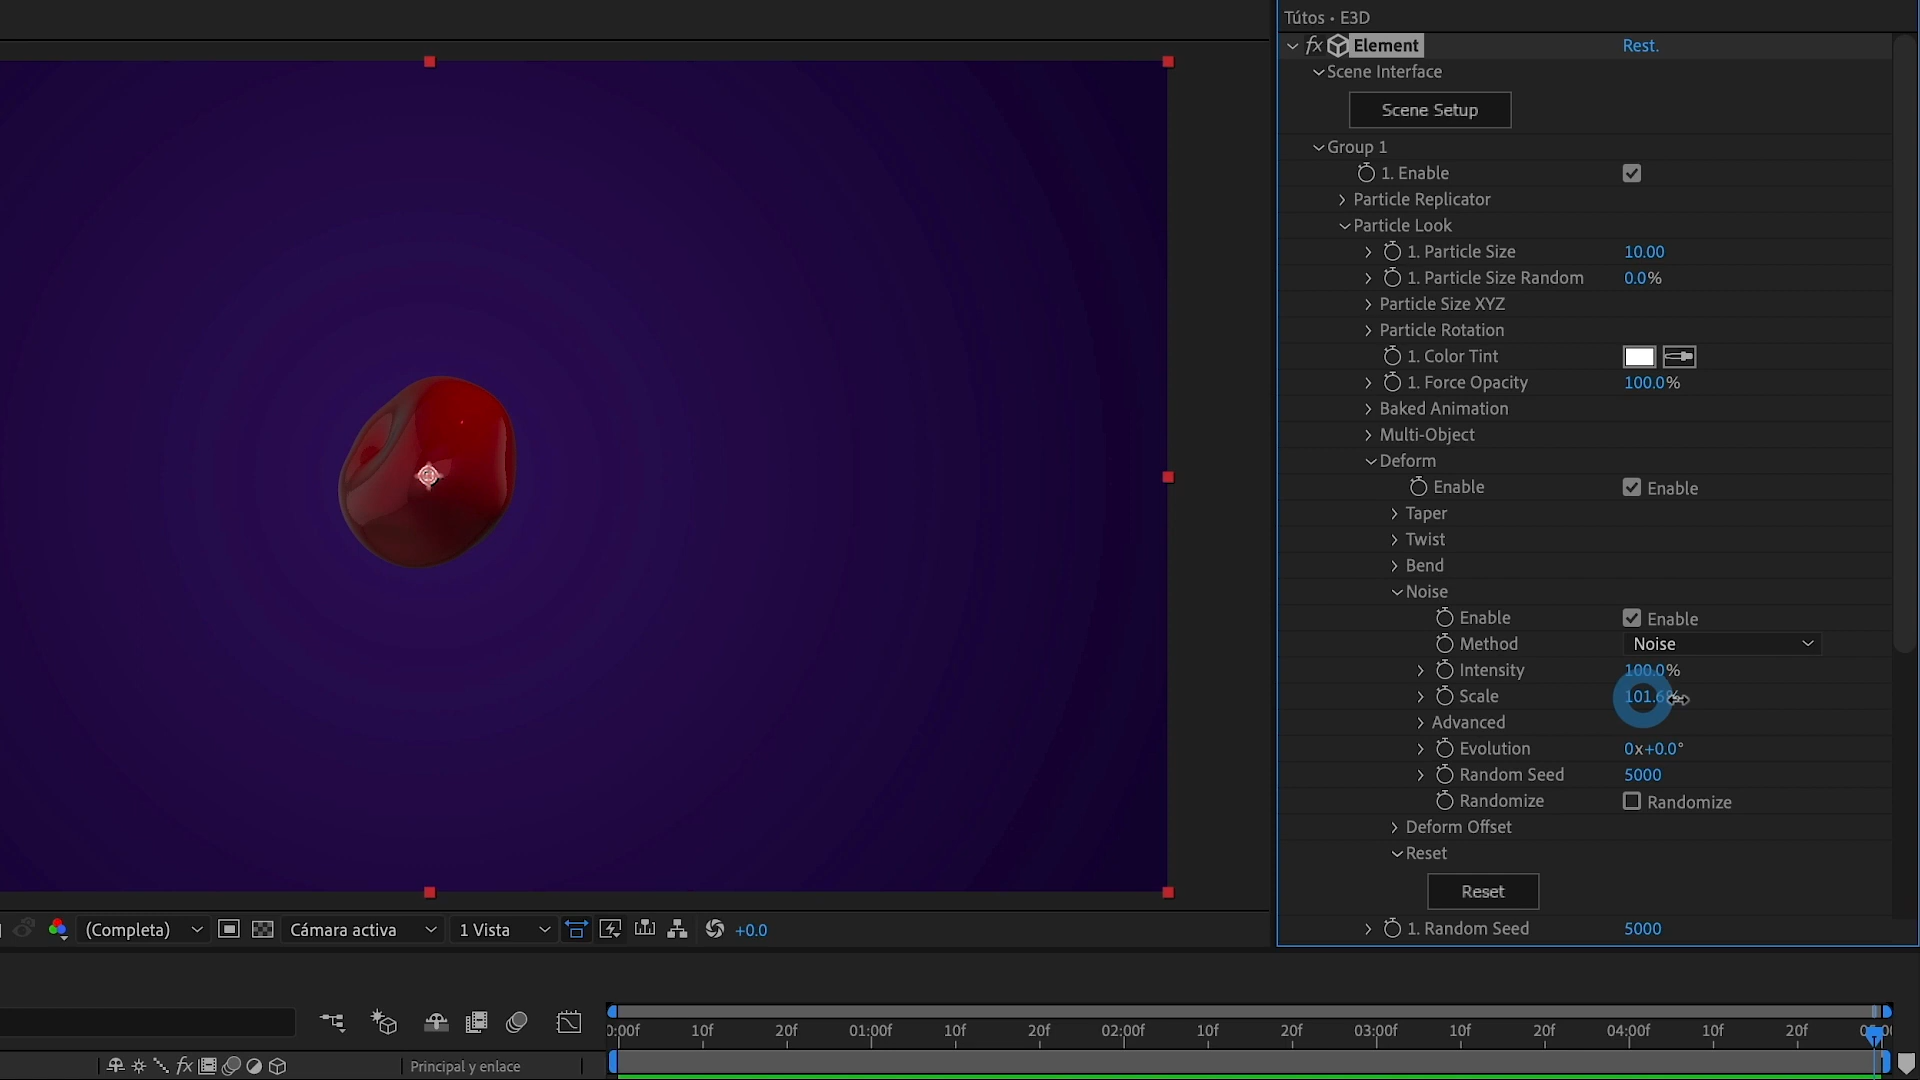 Tútos • E3D
fx Element Rest.
Scene Interface
Scene Setup
Group 1
1. Enable
Particle Replicator
Particle Look
1. Particle Size 10.00
1. Particle Size Random 0.0%
Particle Size XYZ
Particle Rotation
1. Color Tint
1. Force Opacity 100.0%
Baked Animation
Multi-Object
Deform
Enable Enable
Taper
Twist
Bend
Noise
Enable Enable
Method Noise
Intensity 100.0%
Scale 101.6%
Advanced
Evolution 0x+0.0°
Random Seed 5000
Randomize Randomize
Deform Offset
Reset
Reset
1. Random Seed 5000
(Completa) Cámara activa 1 Vista +0.0
0:00f 10f 20f 01:00f 10f 20f 02:00f 10f 20f 03:00f 10f 20f 04:00f 10f 20f
fx Principal y enlace